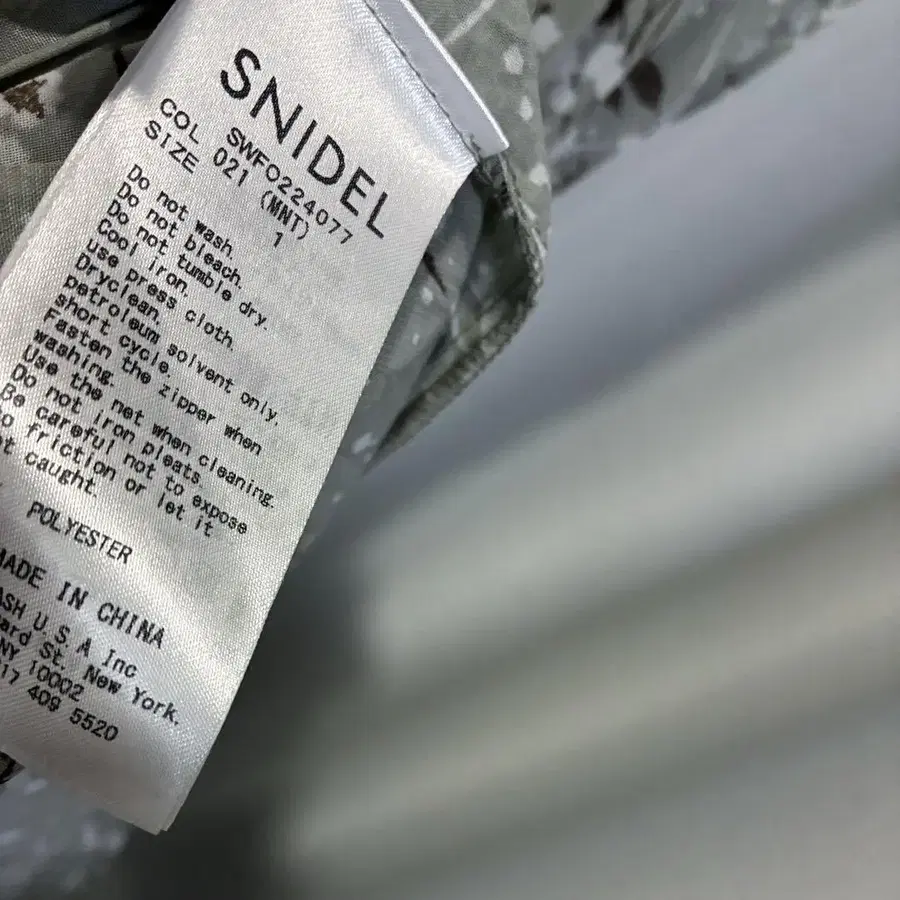 SNIDEL
SWFO224077
COL 021 (MNT)
SIZE 1
Do not wash.
Do not bleach.
Do not tumble dry.
Cool iron.
use press cloth.
Dryclean.
petroleum solvent only.
short cycle.
Fasten the zipper when
washing.
Use the net when cleaning.
Do not iron pleats.
Be careful not to expose
to friction or let it
caught.
POLYESTER
MADE IN CHINA
U.S.A Inc
St. New York.
NY 10002
17 409 5520